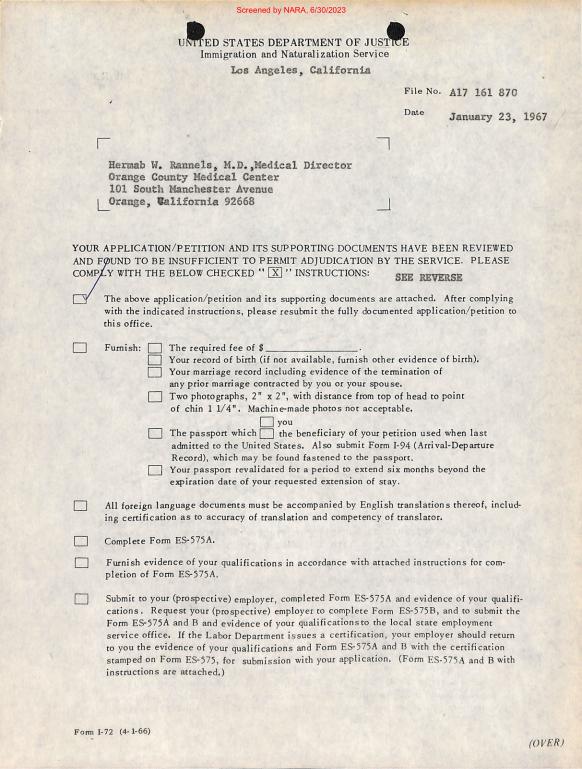 Screened by NARA, 6/30/2023
UNITED STATES DEPARTMENT OF JUSTICE
Immigration and Naturalization Service
Los Angeles, California
File No. A17 161 870
Date January 23, 1967
Hermab W. Rannels, M.D.,Medical Director
Orange County Medical Center
101 South Manchester Avenue
Orange, California 92668
YOUR APPLICATION/PETITION AND ITS SUPPORTING DOCUMENTS HAVE BEEN REVIEWED
AND FOUND TO BE INSUFFICIENT TO PERMIT ADJUDICATION BY THE SERVICE. PLEASE
COMPLY WITH THE BELOW CHECKED " X " INSTRUCTIONS: SEE REVERSE
The above application/petition and its supporting documents are attached. After complying
with the indicated instructions, please resubmit the fully documented application/petition to
this office.
Furnish: The required fee of $
Your record of birth (if not available, furnish other evidence of birth).
Your marriage record including evidence of the termination of
any prior marriage contracted by you or your spouse.
Two photographs, 2" x 2", with distance from top of head to point
of chin 1 1/4". Machine-made photos not acceptable.
you
The passport which the beneficiary of your petition used when last
admitted to the United States. Also submit Form I-94 (Arrival-Departure
Record), which may be found fastened to the passport.
Your passport revalidated for a period to extend six months beyond the
expiration date of your requested extension of stay.
All foreign language documents must be accompanied by English translations thereof, includ-
ing certification as to accuracy of translation and competency of translator.
Complete Form ES-575A.
Furnish evidence of your qualifications in accordance with attached instructions for com-
pletion of Form ES-575A.
Submit to your (prospective) employer, completed Form ES-575A and evidence of your qualifi-
cations. Request your (prospective) employer to complete Form ES-575B, and to submit the
Form ES-575A and B and evidence of your qualifications to the local state employment
service office. If the Labor Department issues a certification, your employer should return
to you the evidence of your qualifications and Form ES-575A and B with the certification
stamped on Form ES-575, for submission with your application. (Form ES-575A and B with
instructions are attached.)
Form I-72 (4-1-66)
(OVER)